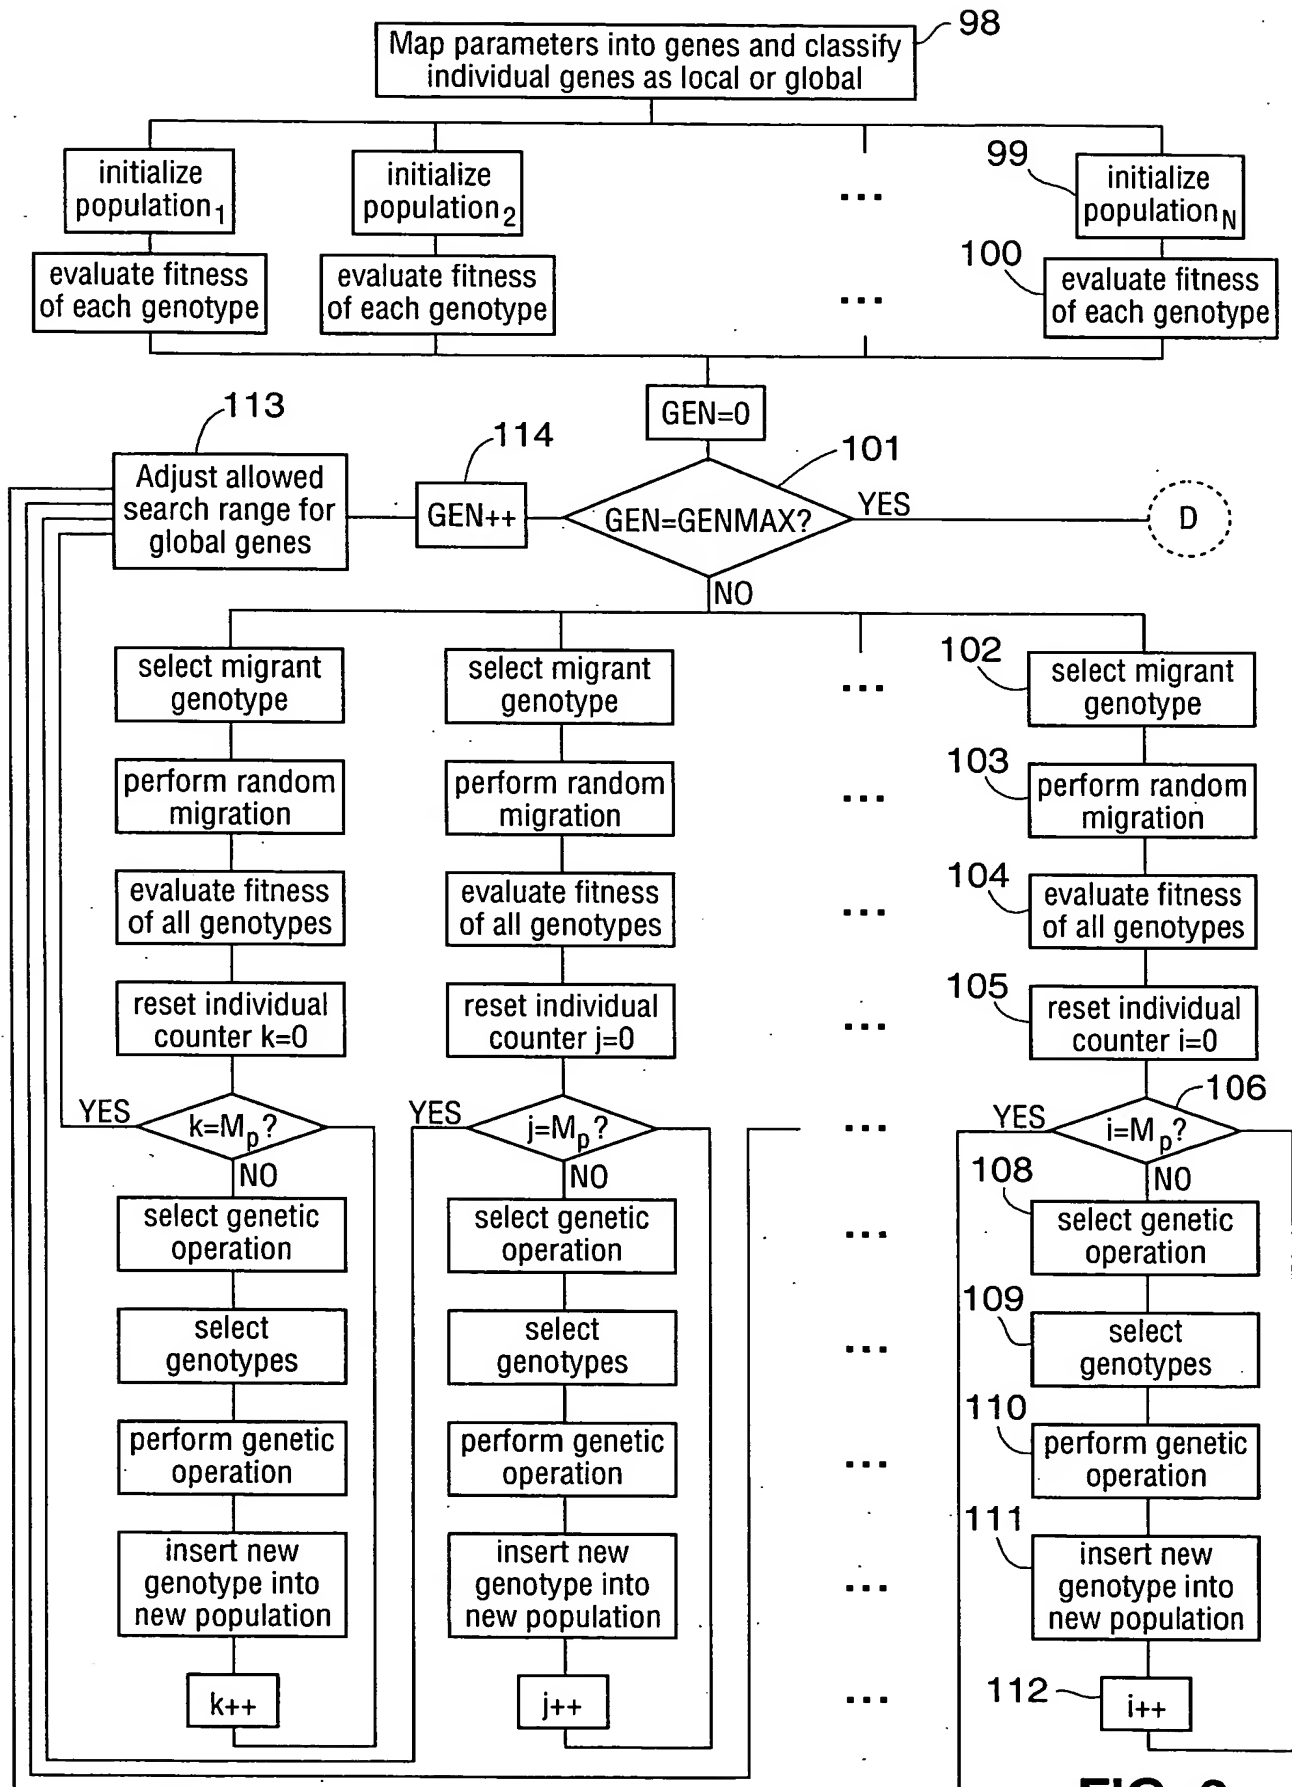 98
Map parameters into genes and classify
individual genes as local or global
initialize
population1
initialize
population2
...
99
initialize
populationN
evaluate fitness
of each genotype
evaluate fitness
of each genotype
...
100
evaluate fitness
of each genotype
GEN=0
113
114
101
Adjust allowed
search range for
global genes
GEN++
GEN=GENMAX?
YES
D
NO
select migrant
genotype
select migrant
genotype
...
102
select migrant
genotype
perform random
migration
perform random
migration
...
103
perform random
migration
evaluate fitness
of all genotypes
evaluate fitness
of all genotypes
...
104
evaluate fitness
of all genotypes
reset individual
counter k=0
reset individual
counter j=0
...
105
reset individual
counter i=0
YES
k=Mp?
NO
YES
j=Mp?
NO
...
YES
106
i=Mp?
NO
select genetic
operation
select genetic
operation
...
108
select genetic
operation
select
genotypes
select
genotypes
...
109
select
genotypes
perform genetic
operation
perform genetic
operation
...
110
perform genetic
operation
insert new
genotype into
new population
insert new
genotype into
new population
...
111
insert new
genotype into
new population
k++
j++
...
112
i++